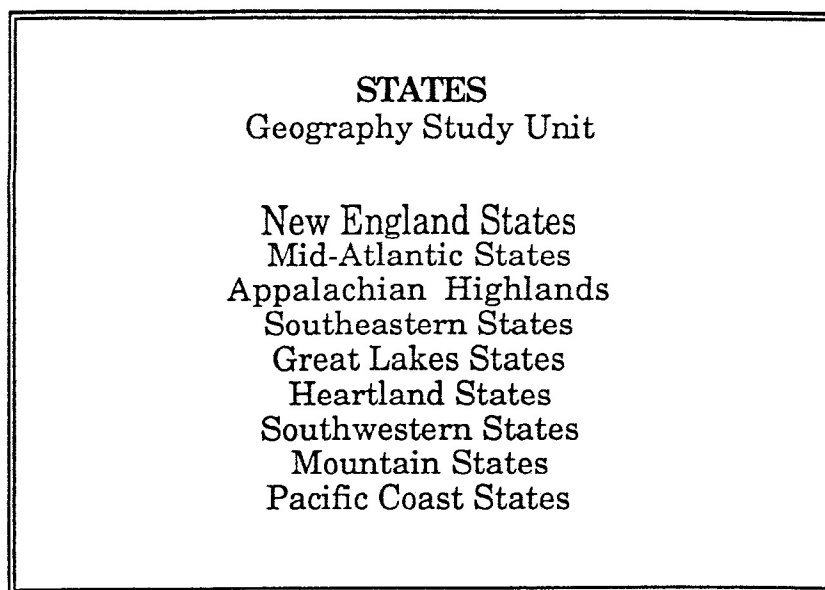 STATES
Geography Study Unit
New England States
Mid-Atlantic States
Appalachian Highlands
Southeastern States
Great Lakes States
Heartland States
Southwestern States
Mountain States
Pacific Coast States